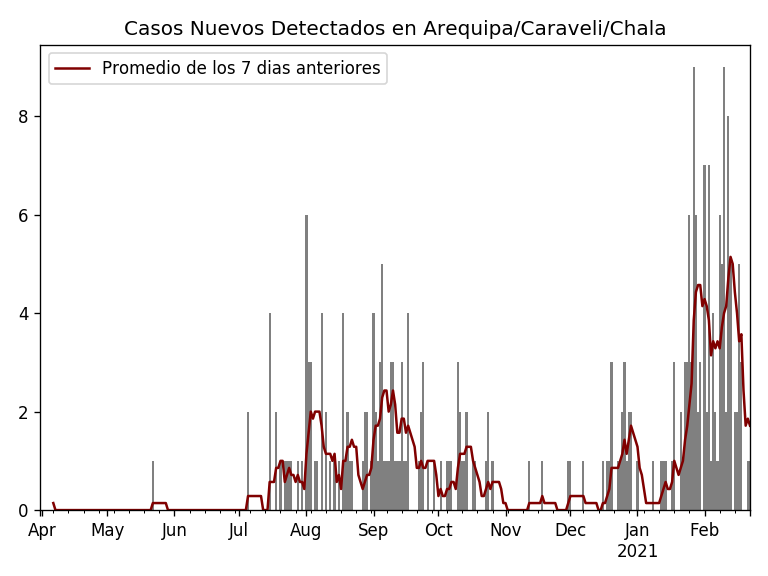 Casos Nuevos Detectados en Arequipa/Caraveli/Chala
Promedio de los 7 dias anteriores
8
6
4
2
0
Apr May Jun Jul Aug Sep Oct Nov Dec Jan Feb
2021